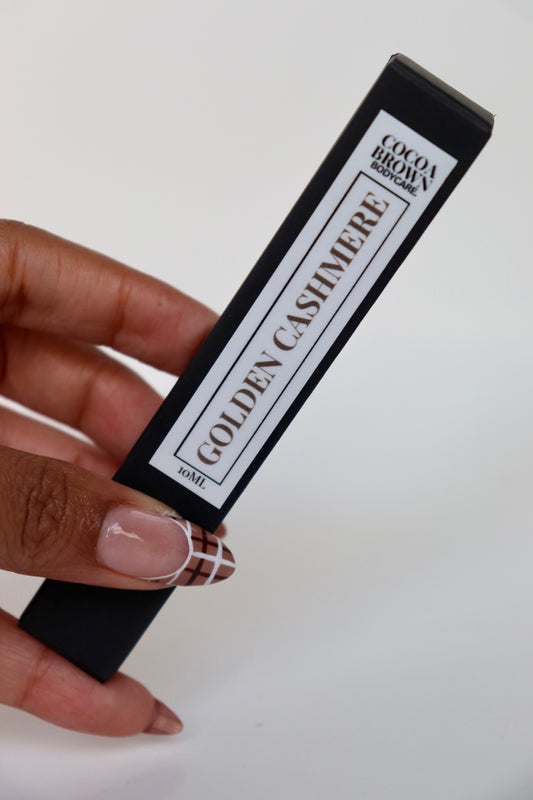 COCOA
BROWN
BODYCARE
GOLDEN CASHMERE
10ML